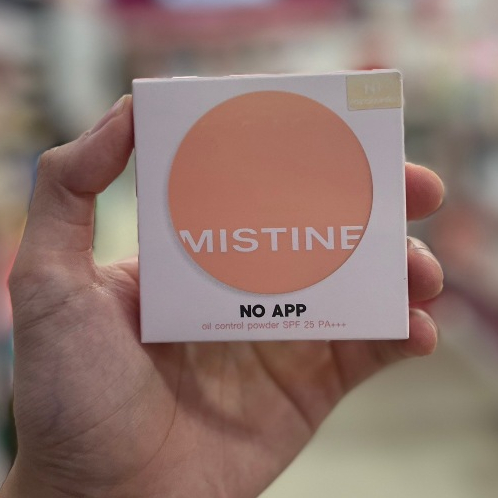 MISTINE
NO APP
oil control powder SPF 25 PA+++